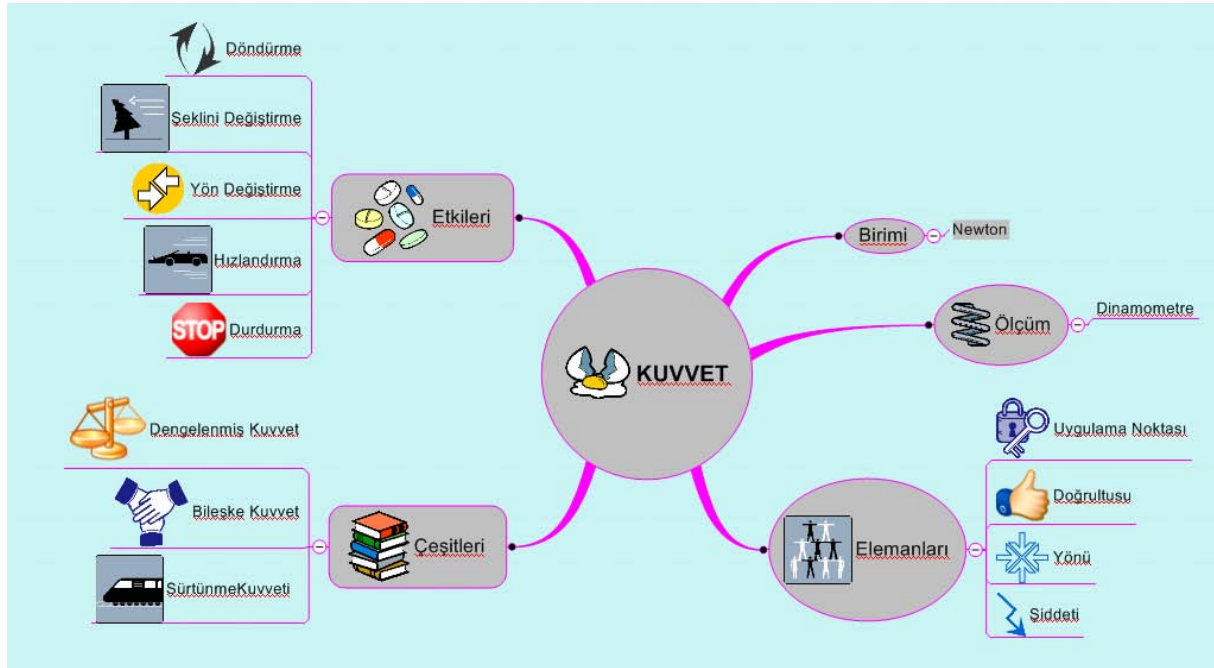 Döndürme
Şeklini Değiştirme
Yön Değiştirme
Hızlandırma
STOP
Durdurma
Etkileri
Dengelenmiş Kuvvet
Bileşke Kuvvet
SürtünmeKuvveti
Çeşitleri
KUVVET
Birimi
Newton
Ölçüm
Dinamometre
Elemanları
Uygulama Noktası
Doğrultusu
Yönü
Şiddeti